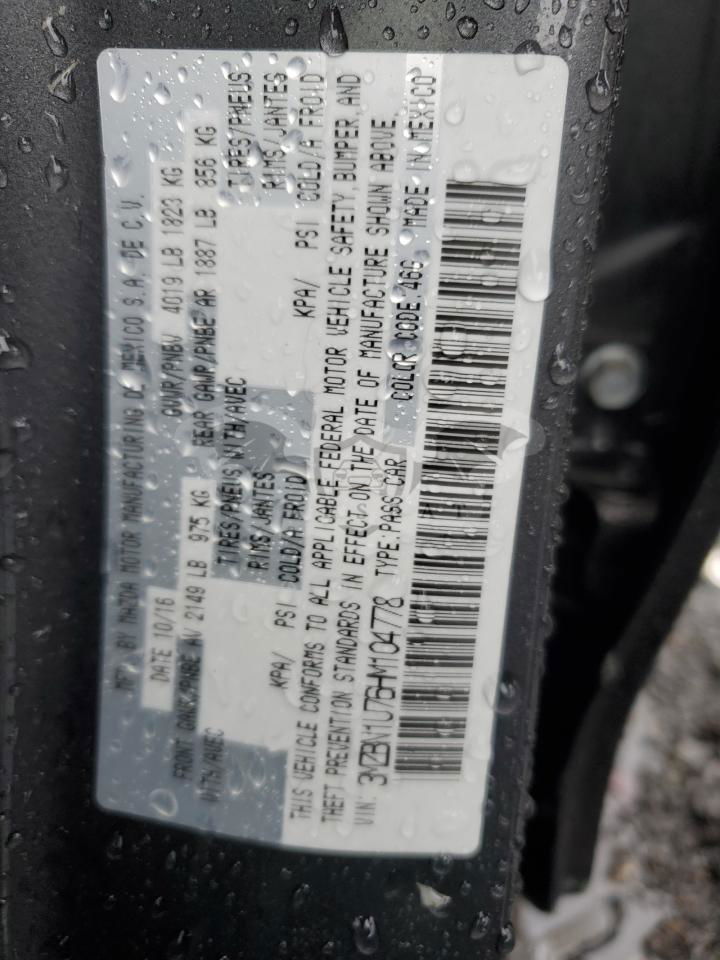 MFD BY MAZDA MOTOR MANUFACTURING DE MEXICO S.A. DE C.V.
DATE 10/16 GVWR/PNBV 4019 LB 1823 KG
FRONT GAWR/PNBE AV 2149 LB 975 KG REAR GAWR/PNBE AR 1887 LB 856 KG
WITH/AVEC TIRES/PNEUS WITH/AVEC TIRES/PNEUS
RIMS/JANTES RIMS/JANTES
KPA/ PSI COLD/A FROID KPA/ PSI COLD/A FROID
THIS VEHICLE CONFORMS TO ALL APPLICABLE FEDERAL MOTOR VEHICLE SAFETY, BUMPER, AND
THEFT PREVENTION STANDARDS IN EFFECT ON THE DATE OF MANUFACTURE SHOWN ABOVE.
VIN: 3MZBN1U76HM104778 TYPE:PASS CAR COLOR CODE:46G MADE IN MEXICO